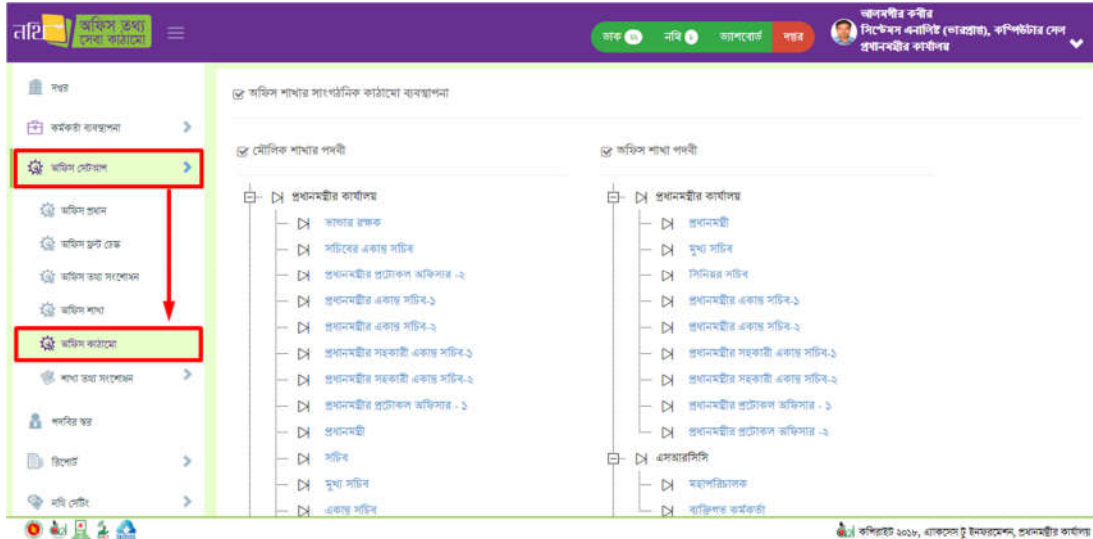 নথি অফিস তথ্য সেবা কাঠামো
ডাক নথি ড্যাশবোর্ড দপ্তর
আলমগীর কবীর
সিস্টেমস এনালিষ্ট (ভারপ্রাপ্ত), কম্পিউটার সেল
প্রধানমন্ত্রীর কার্যালয়
দপ্তর
কর্মকর্তা ব্যবস্থাপনা
অফিস সেটআপ
অফিস প্রধান
অফিস ফ্রন্ট ডেস্ক
অফিস তথ্য সংশোধন
অফিস শাখা
অফিস কাঠামো
শাখা তথ্য সংশোধন
পদবির স্তর
রিপোর্ট
নথি সেটিং
অফিস শাখার সাংগঠনিক কাঠামো ব্যবস্থাপনা
মৌলিক শাখার পদবী
প্রধানমন্ত্রীর কার্যালয়
ভান্ডার রক্ষক
সচিবের একান্ত সচিব
প্রধানমন্ত্রীর প্রটোকল অফিসার -২
প্রধানমন্ত্রীর একান্ত সচিব-১
প্রধানমন্ত্রীর একান্ত সচিব-২
প্রধানমন্ত্রীর সহকারী একান্ত সচিব-১
প্রধানমন্ত্রীর সহকারী একান্ত সচিব-২
প্রধানমন্ত্রীর প্রটোকল অফিসার - ১
প্রধানমন্ত্রী
সচিব
মুখ্য সচিব
একান্ত সচিব
অফিস শাখা পদবী
প্রধানমন্ত্রীর কার্যালয়
প্রধানমন্ত্রী
মুখ্য সচিব
সিনিয়র সচিব
প্রধানমন্ত্রীর একান্ত সচিব-১
প্রধানমন্ত্রীর একান্ত সচিব-২
প্রধানমন্ত্রীর সহকারী একান্ত সচিব-১
প্রধানমন্ত্রীর সহকারী একান্ত সচিব-২
প্রধানমন্ত্রীর প্রটোকল অফিসার - ১
প্রধানমন্ত্রীর প্রটোকল অফিসার -২
এসআরসিসি
মহাপরিচালক
ব্যক্তিগত কর্মকর্তা
কপিরাইট ২০১৮, এ্যাকসেস টু ইনফরমেশন, প্রধানমন্ত্রীর কার্যালয়